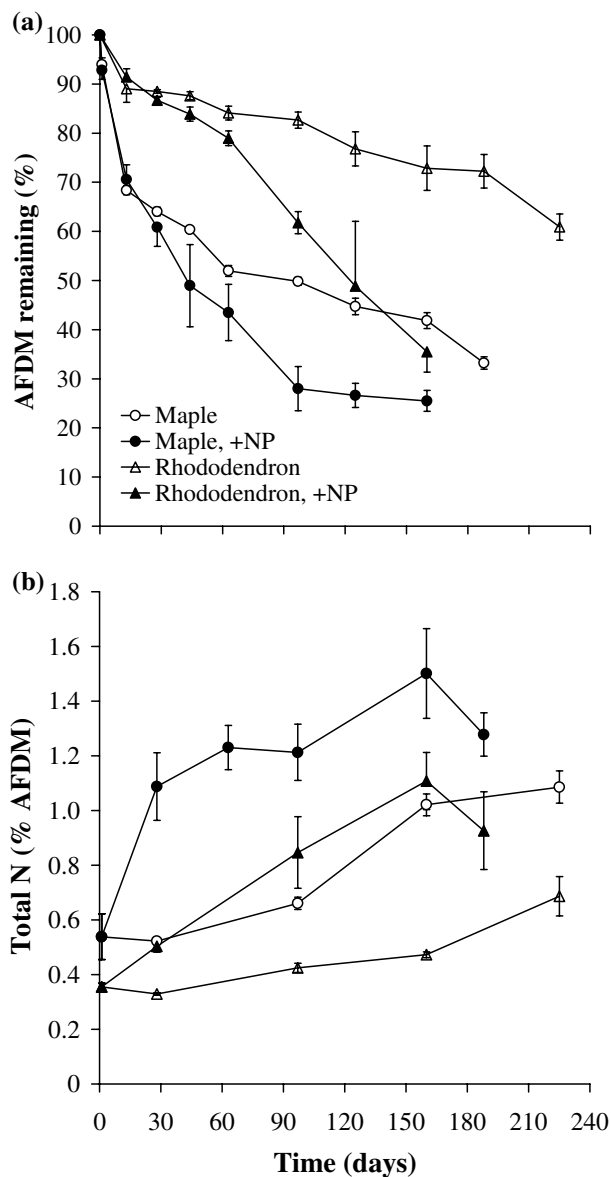 (a)
AFDM remaining (%)
100
90
80
70
60
50
40
30
20
10
0
Maple
Maple, +NP
Rhododendron
Rhododendron, +NP
(b)
Total N (% AFDM)
1.8
1.6
1.4
1.2
1.0
0.8
0.6
0.4
0.2
0
0 30 60 90 120 150 180 210 240
Time (days)